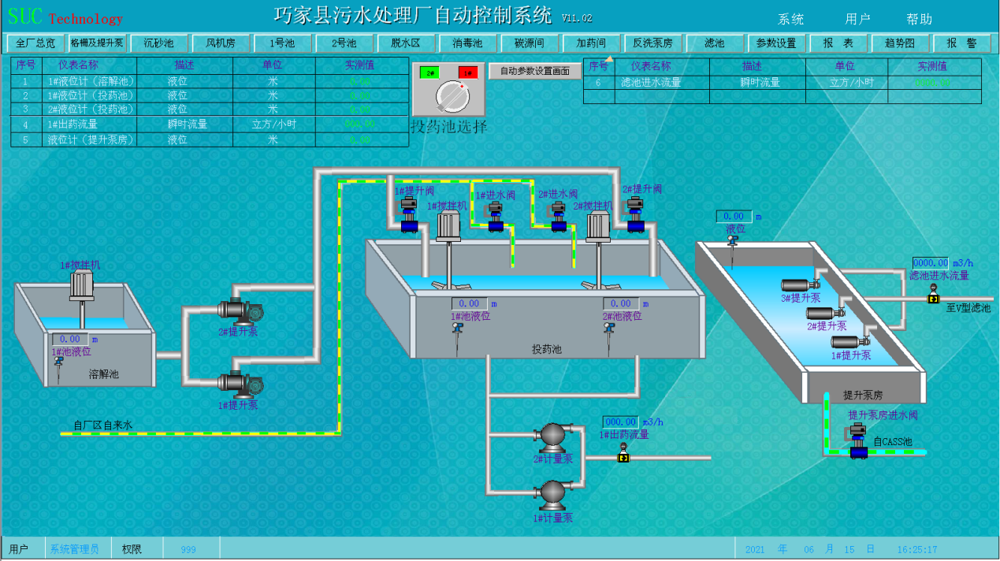 SUC Technology 巧家县污水处理厂自动控制系统 V11.02 系统 用户 帮助
全厂总览 格栅及提升泵 沉砂池 风机房 1号池 2号池 脱水区 消毒池 碳源间 加药间 反洗泵房 滤池 参数设置 报 表 趋势图 报 警
序号 仪表名称 描述 单位 实测值
1 1#液位计（溶解池） 液位 米 0.00
2 1#液位计（投药池） 液位 米 0.00
3 2#液位计（投药池） 液位 米 0.00
4 1#出药流量 瞬时流量 立方/小时 000.00
5 液位计（提升泵房） 液位 米 0.00
2# 1#
投药池选择
自动参数设置画面
序号 仪表名称 描述 单位 实测值
6 滤池进水流量 瞬时流量 立方/小时 0000.00
1#提升阀 1#进水阀 2#进水阀 2#提升阀
1#搅拌机 2#搅拌机
0.00 m
液位
0000.00 m3/h
滤池进水流量
至V型滤池
3#提升泵
2#提升泵
1#提升泵
提升泵房
提升泵房进水阀
自CASS池
1#搅拌机
0.00 m
1#池液位
溶解池
2#提升泵
1#提升泵
自厂区自来水
0.00 m
1#池液位
0.00 m
2#池液位
投药池
000.00 m3/h
1#出药流量
2#计量泵
1#计量泵
用户 系统管理员 权限 999 2021 年 06 月 15 日 16:25:17